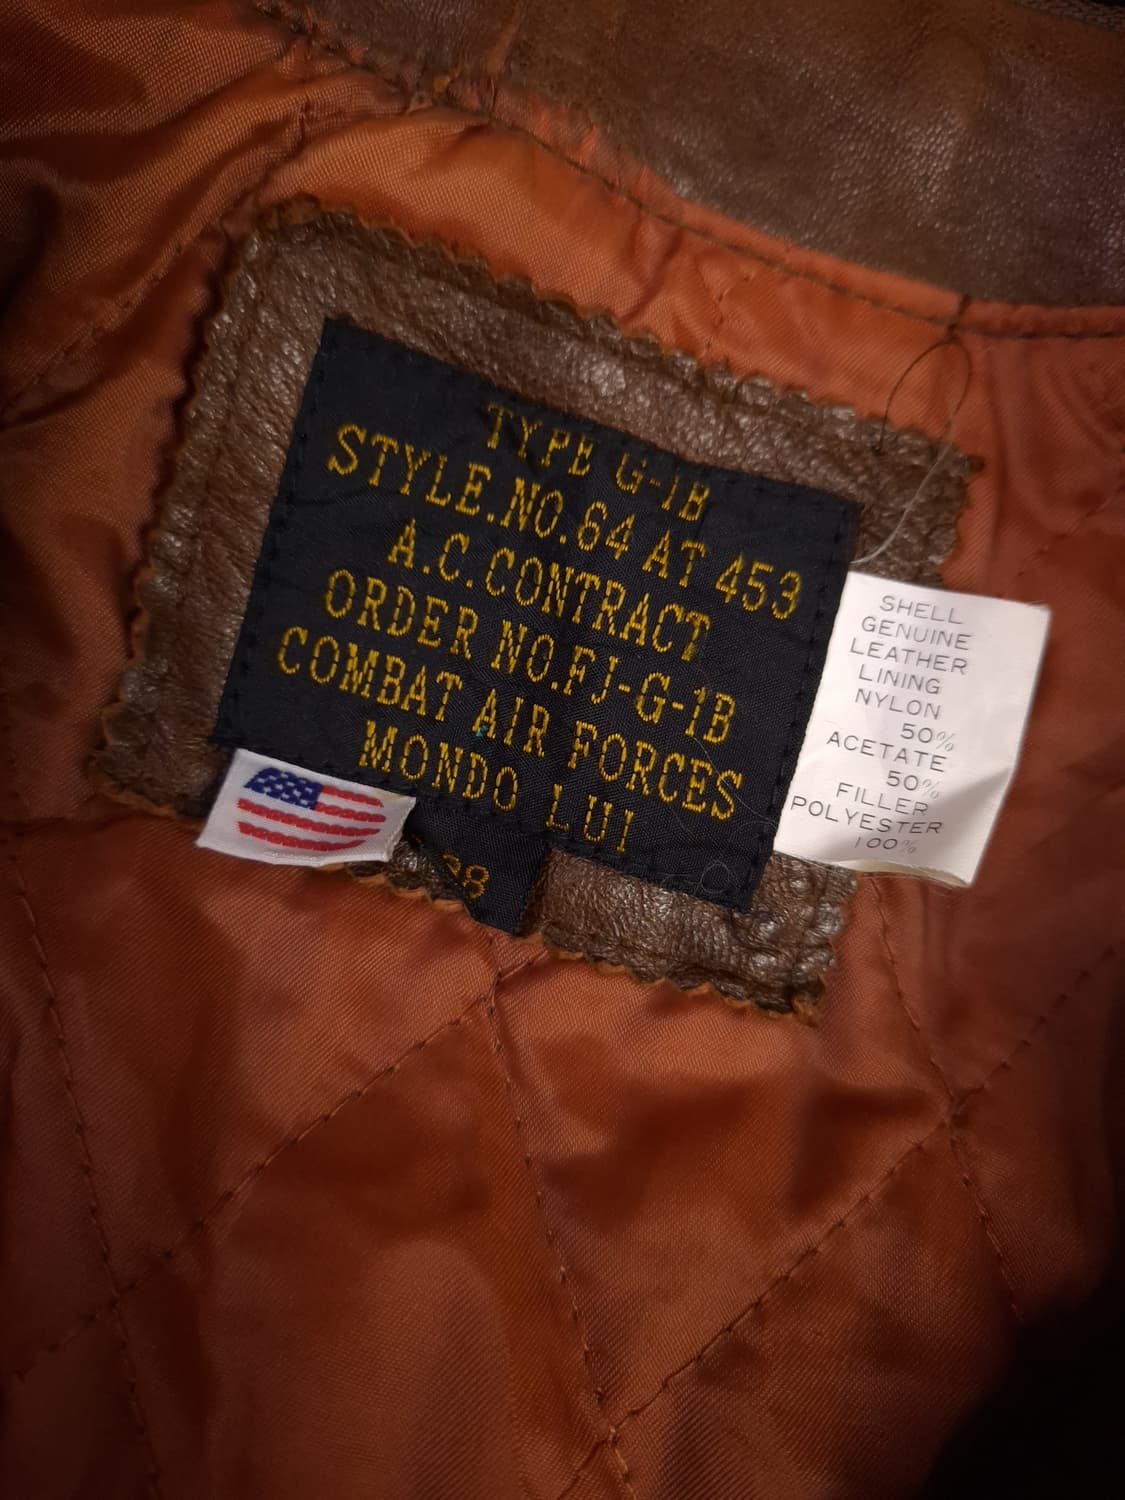 TYPE G-1B
STYLE.NO.64 AT 453
A.C.CONTRACT
ORDER NO.FJ-G-1B
COMBAT AIR FORCES
MONDO LUI
SHELL
GENUINE
LEATHER
LINING
NYLON
50%
ACETATE
50%
FILLER
POLYESTER
100%